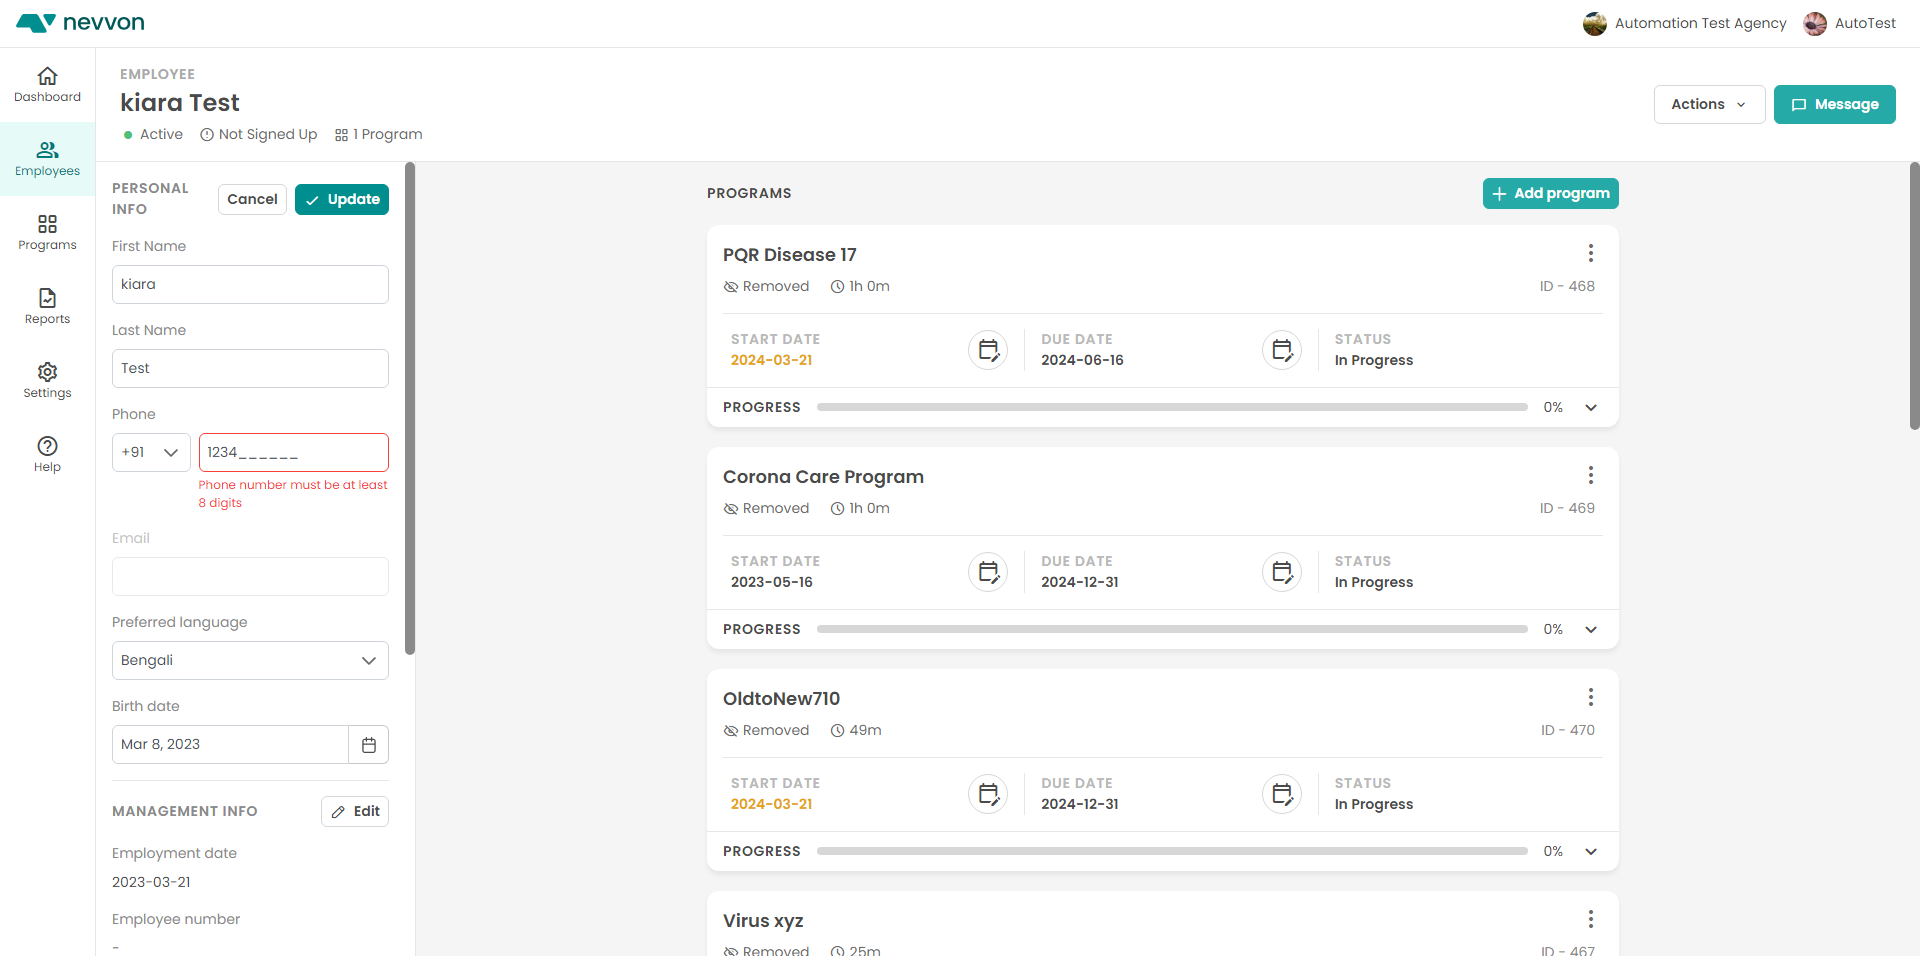 nevvon
Automation Test Agency
AutoTest
Dashboard
Employees
Programs
Reports
Settings
Help
EMPLOYEE
kiara Test
Active
Not Signed Up
1 Program
Actions
Message
PERSONAL
INFO
Cancel
Update
First Name
kiara
Last Name
Test
Phone
+91
1234______
Phone number must be at least
8 digits
Email
Preferred language
Bengali
Birth date
Mar 8, 2023
MANAGEMENT INFO
Edit
Employment date
2023-03-21
Employee number
-
PROGRAMS
Add program
PQR Disease 17
Removed
1h 0m
ID - 468
START DATE
2024-03-21
DUE DATE
2024-06-16
STATUS
In Progress
PROGRESS
0%
Corona Care Program
Removed
1h 0m
ID - 469
START DATE
2023-05-16
DUE DATE
2024-12-31
STATUS
In Progress
PROGRESS
0%
OldtoNew710
Removed
49m
ID - 470
START DATE
2024-03-21
DUE DATE
2024-12-31
STATUS
In Progress
PROGRESS
0%
Virus xyz
Removed
25m
ID - 467